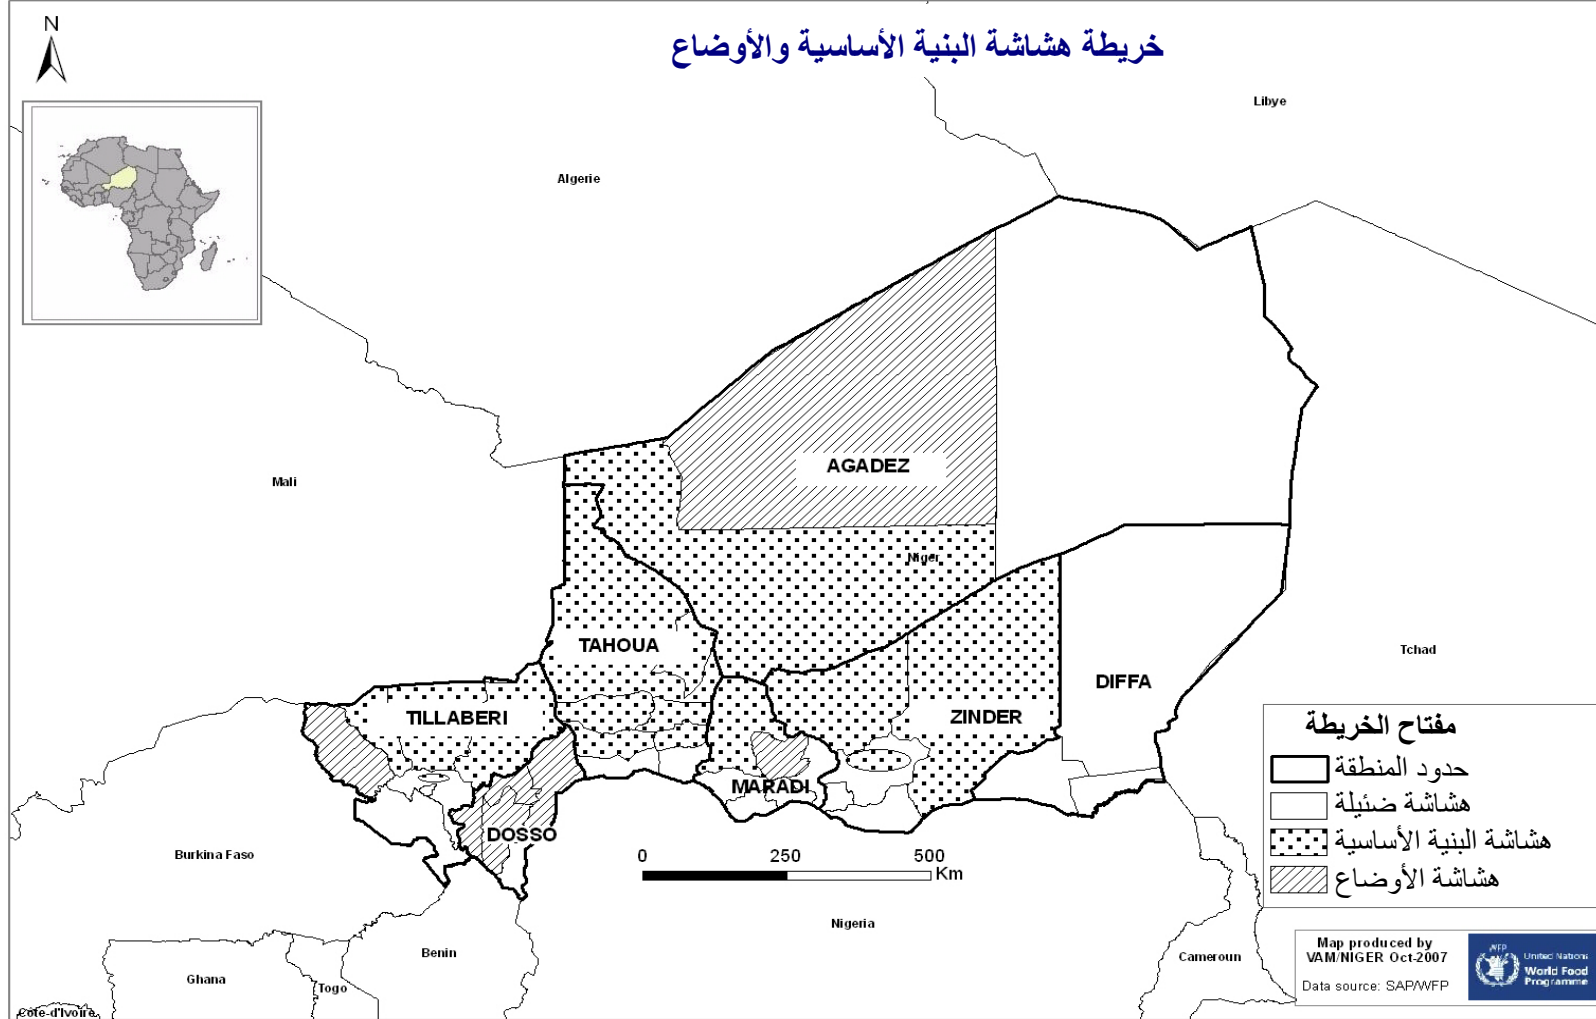 خريطة هشاشة البنية الأساسية والأوضاع
N
Libye
Algerie
AGADEZ
Mali
Niger
TAHOUA
Tchad
DIFFA
TILLABERI
ZINDER
MARADI
DOSSO
Burkina Faso
0 250 500
Km
Nigeria
Benin
Cameroun
Ghana
Togo
Cote-d'Ivoire
مفتاح الخريطة
حدود المنطقة
هشاشة ضئيلة
هشاشة البنية الأساسية
هشاشة الأوضاع
Map produced by
VAM/NIGER Oct-2007
Data source: SAP/WFP
WFP
United Nations
World Food
Programme